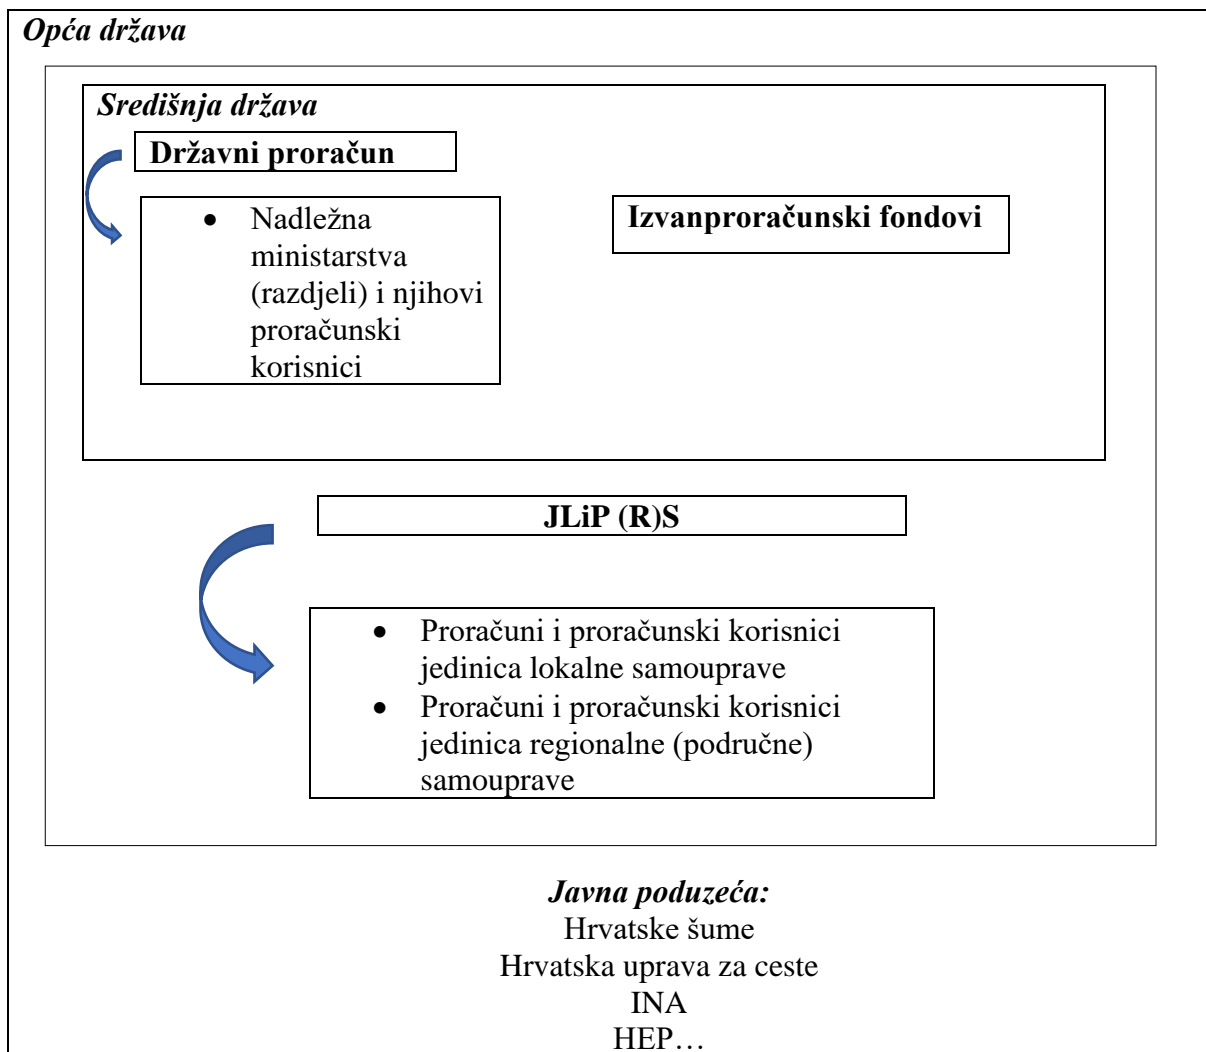 Opća država
Središnja država
Državni proračun
• Nadležna
ministarstva
(razdjeli) i njihovi
proračunski
korisnici
Izvanproračunski fondovi
JLiP (R)S
• Proračuni i proračunski korisnici
jedinica lokalne samouprave
• Proračuni i proračunski korisnici
jedinica regionalne (područne)
samouprave
Javna poduzeća:
Hrvatske šume
Hrvatska uprava za ceste
INA
HEP…